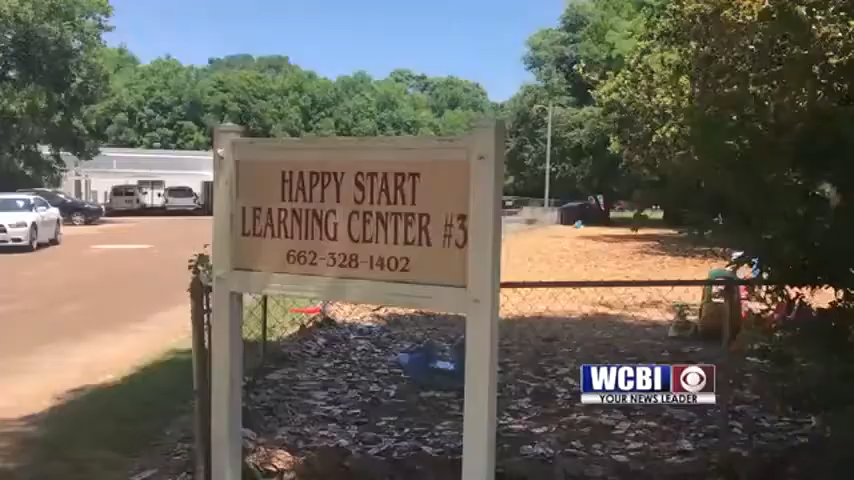 HAPPY START
LEARNING CENTER #3
662-328-1402
WCBI
YOUR NEWS LEADER